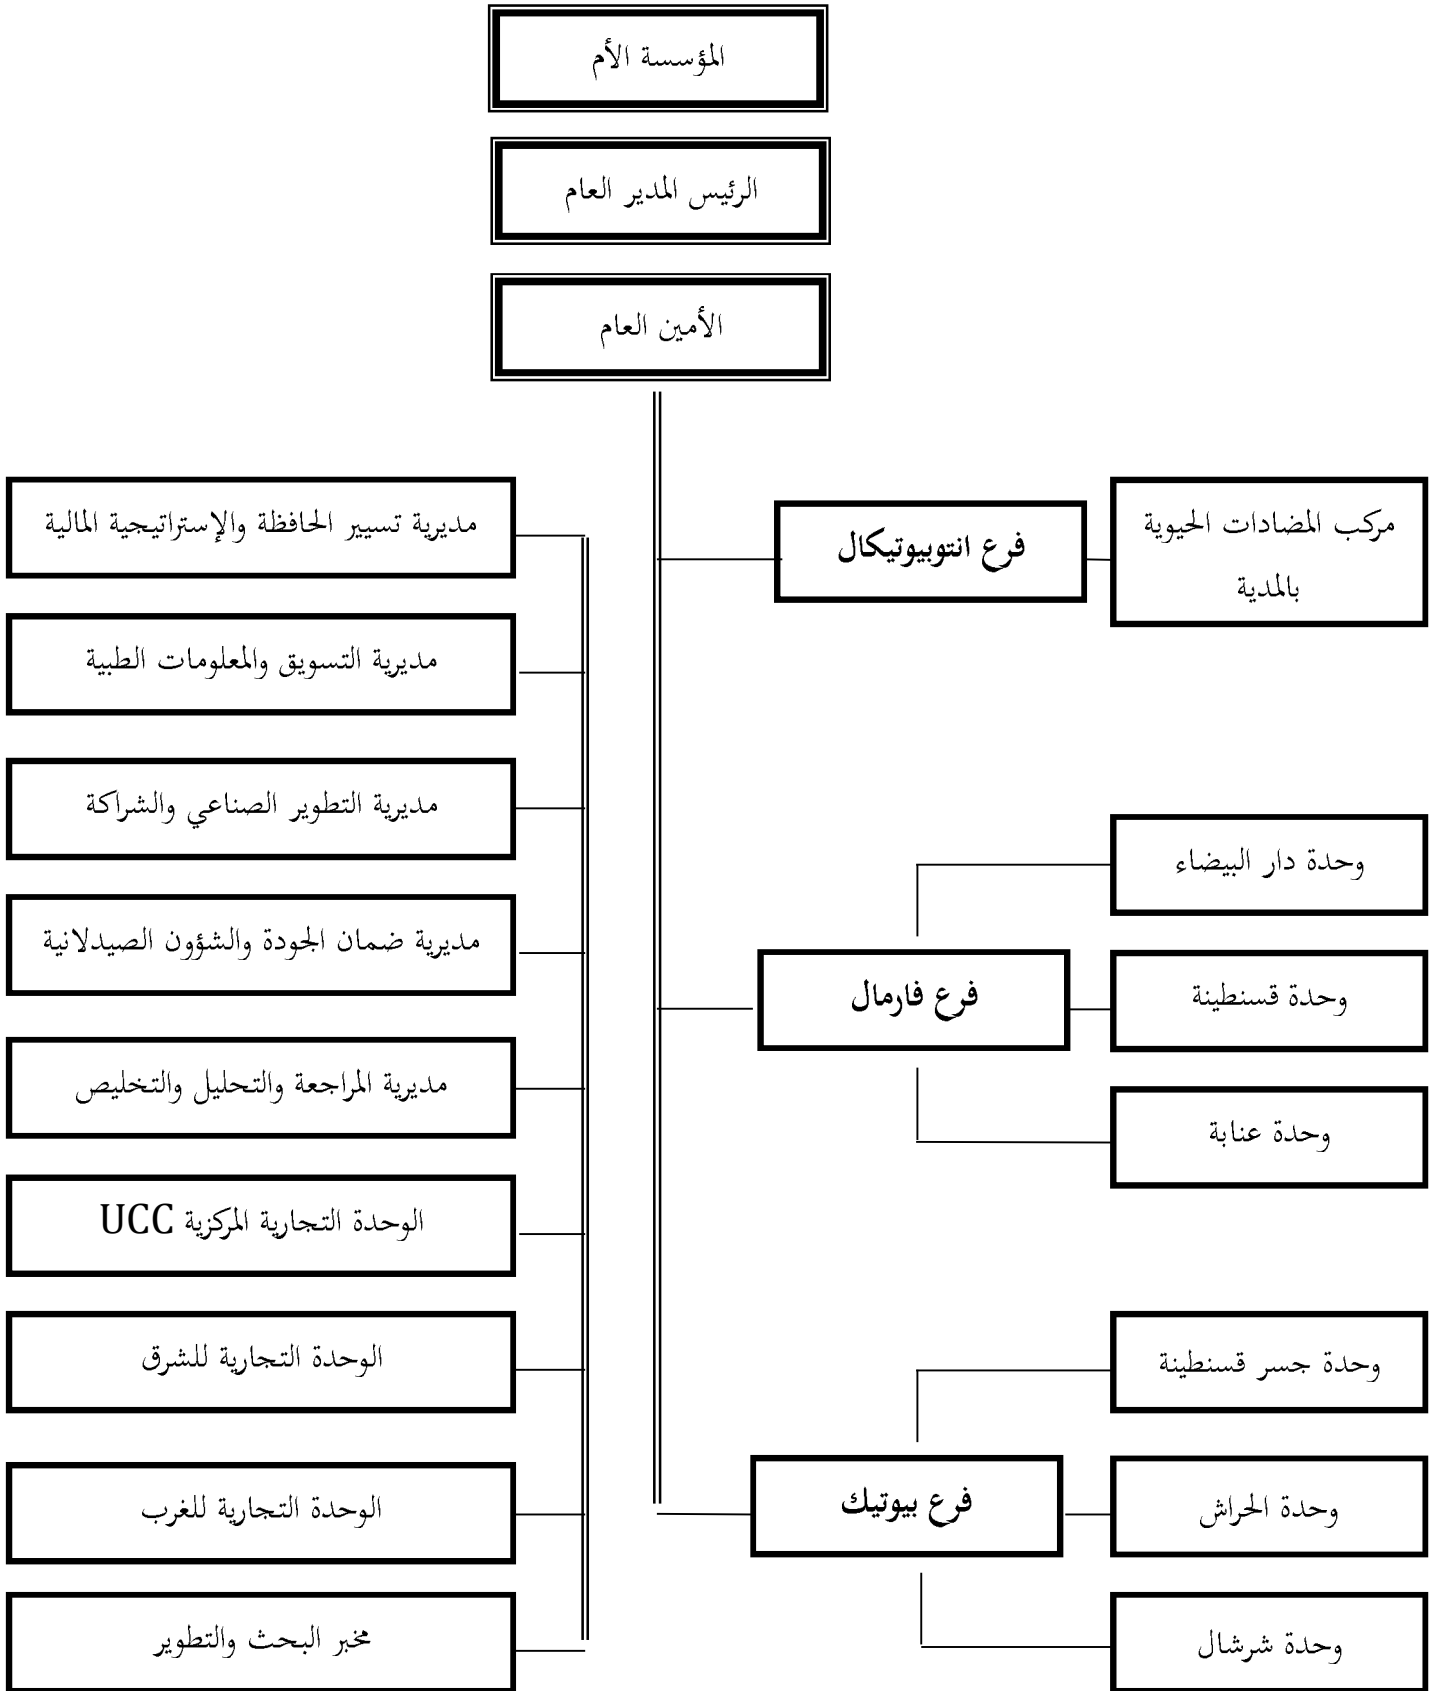 المؤسسة الأم
الرئيس المدير العام
الأمين العام
فرع انتوبيوتيكال
مركب المضادات الحيوية
بالمدية
فرع فارمال
وحدة دار البيضاء
وحدة قسنطينة
وحدة عنابة
فرع بيوتيك
وحدة جسر قسنطينة
وحدة الحراش
وحدة شرشال
مديرية تسيير الحافظة والإستراتيجية المالية
مديرية التسويق والمعلومات الطبية
مديرية التطوير الصناعي والشراكة
مديرية ضمان الجودة والشؤون الصيدلانية
مديرية المراجعة والتحليل والتخليص
الوحدة التجارية المركزية UCC
الوحدة التجارية للشرق
الوحدة التجارية للغرب
مخبر البحث والتطوير